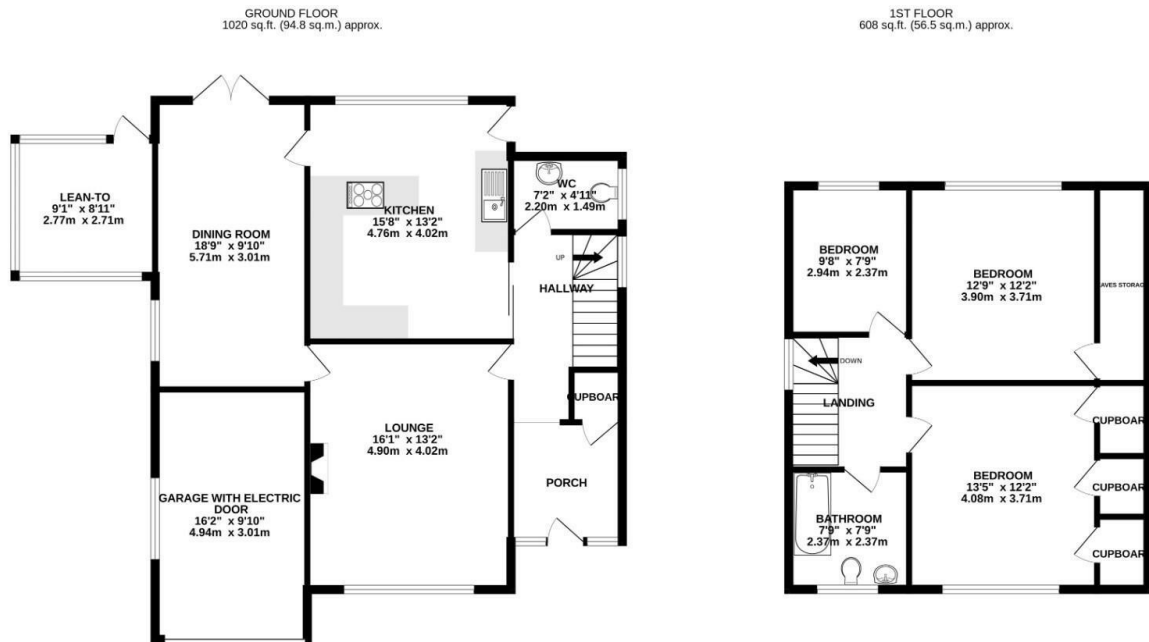 GROUND FLOOR
1020 sq.ft. (94.8 sq.m.) approx.
LEAN-TO
9'1" x 8'11"
2.77m x 2.71m
DINING ROOM
18'9" x 9'10"
5.71m x 3.01m
KITCHEN
15'8" x 13'2"
4.76m x 4.02m
WC
7'2" x 4'11"
2.20m x 1.49m
UP
HALLWAY
CUPBOAR
LOUNGE
16'1" x 13'2"
4.90m x 4.02m
PORCH
GARAGE WITH ELECTRIC
DOOR
16'2" x 9'10"
4.94m x 3.01m
1ST FLOOR
608 sq.ft. (56.5 sq.m.) approx.
BEDROOM
9'8" x 7'9"
2.94m x 2.37m
BEDROOM
12'9" x 12'2"
3.90m x 3.71m
AVES STORAG
DOWN
LANDING
BEDROOM
13'5" x 12'2"
4.08m x 3.71m
CUPBOAR
CUPBOAR
CUPBOAR
BATHROOM
7'9" x 7'9"
2.37m x 2.37m